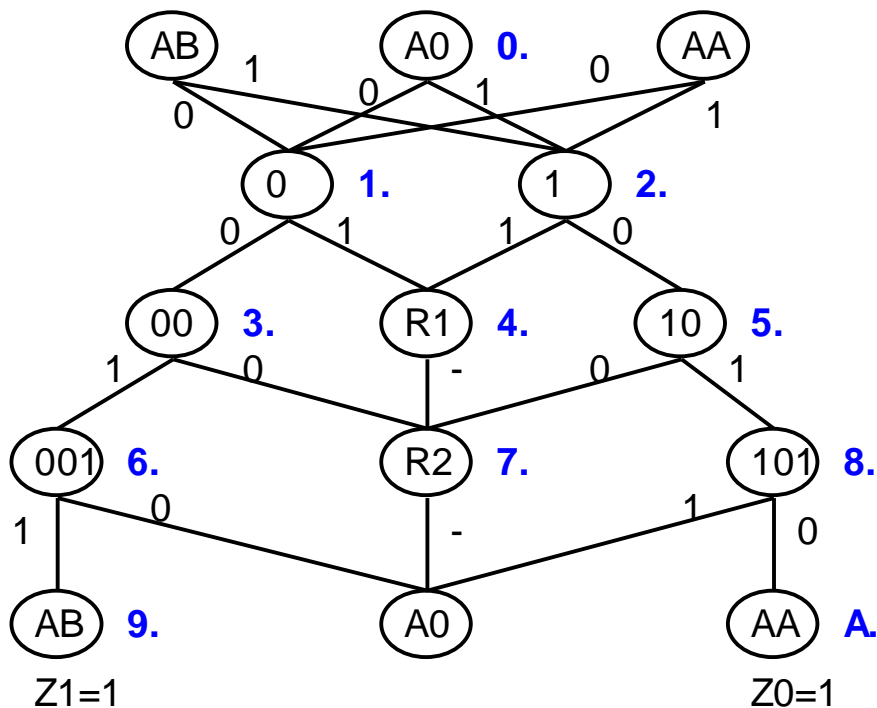 AB A0 0. AA
1 0 1 0
0 1
0 1. 1 2.
0 1 1 0
00 3. R1 4. 10 5.
1 0 - 0 1
001 6. R2 7. 101 8.
1 0 - 1 0
AB 9. A0 AA A.
Z1=1 Z0=1